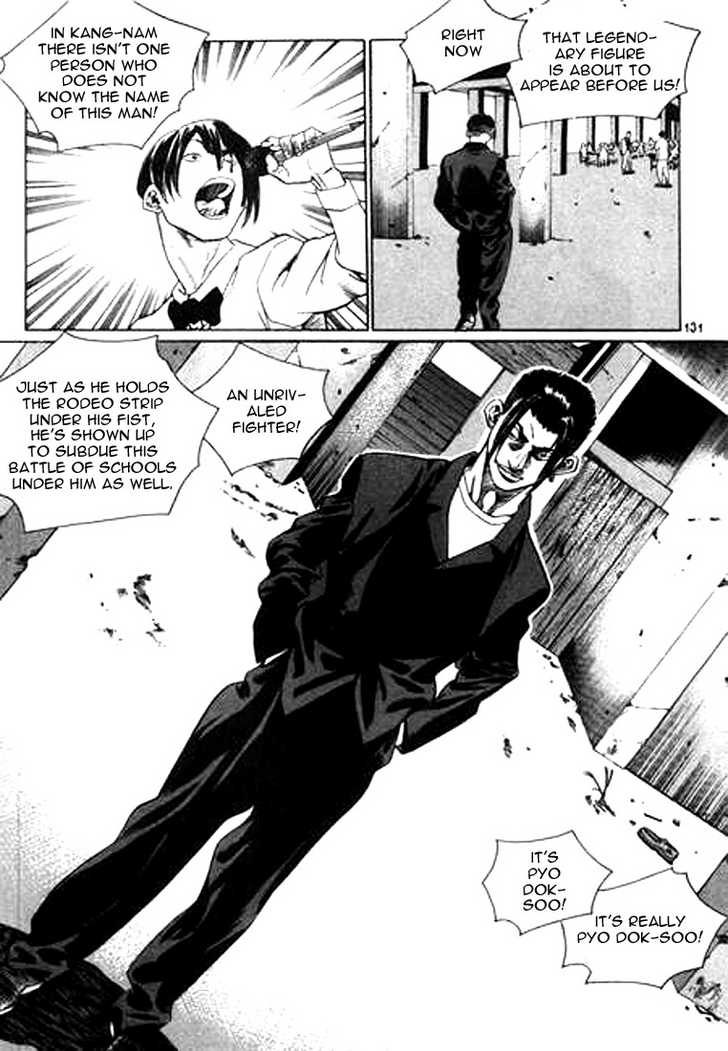 IN KANG-NAM
THERE ISN'T ONE
PERSON WHO
DOES NOT
KNOW THE NAME
OF THIS MAN!
RIGHT
NOW
THAT LEGEND-
ARY FIGURE
IS ABOUT TO
APPEAR BEFORE US!
131
JUST AS HE HOLDS
THE RODEO STRIP
UNDER HIS FIST,
HE'S SHOWN UP
TO SUBDUE THIS
BATTLE OF SCHOOLS
UNDER HIM AS WELL.
AN UNRIV-
ALED
FIGHTER!
IT'S
PYO
DOK-
SOO!
IT'S REALLY
PYO DOK-SOO!